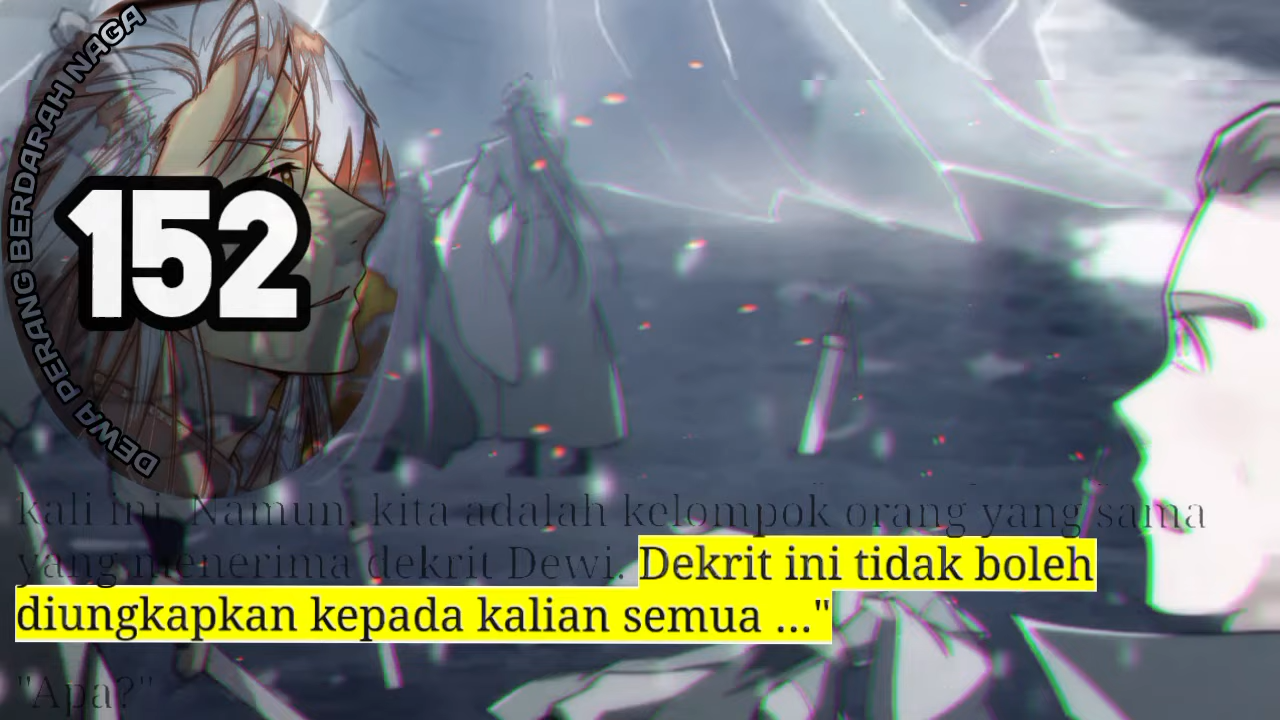 DEWA PERANG BERDARAH NAGA
152
kali ini. Namun, kita adalah kelompok orang yang sama
yang menerima dekrit Dewi. Dekrit ini tidak boleh
diungkapkan kepada kalian semua ..."
"Apa?"